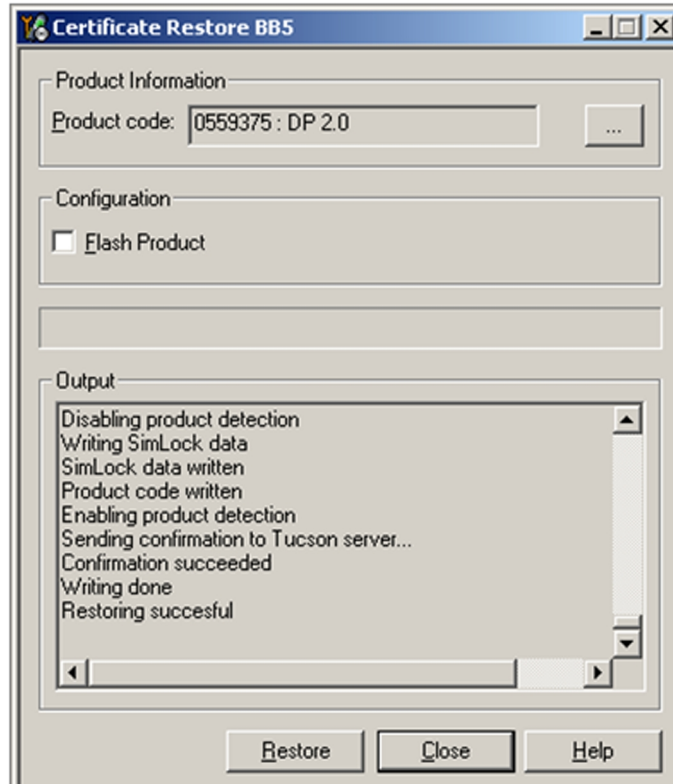 Certificate Restore BB5
Product Information
Product code: 0559375 : DP 2.0 ...
Configuration
Flash Product
Output
Disabling product detection
Writing SimLock data
SimLock data written
Product code written
Enabling product detection
Sending confirmation to Tucson server...
Confirmation succeeded
Writing done
Restoring succesful
Restore Close Help